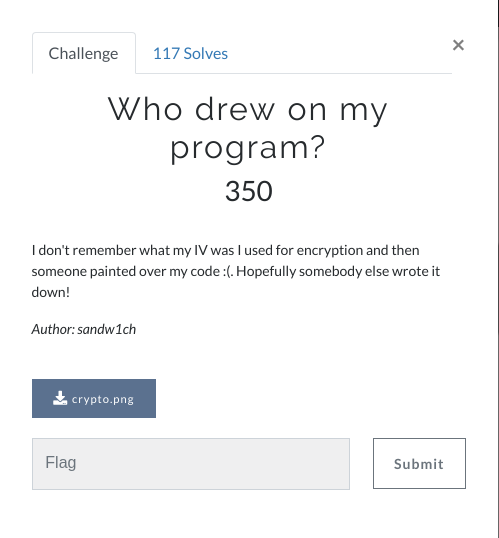 Challenge
117 Solves
×
Who drew on my
program?
350
I don't remember what my IV was I used for encryption and then
someone painted over my code :(. Hopefully somebody else wrote it
down!
Author: sandw1ch
crypto.png
Flag
Submit